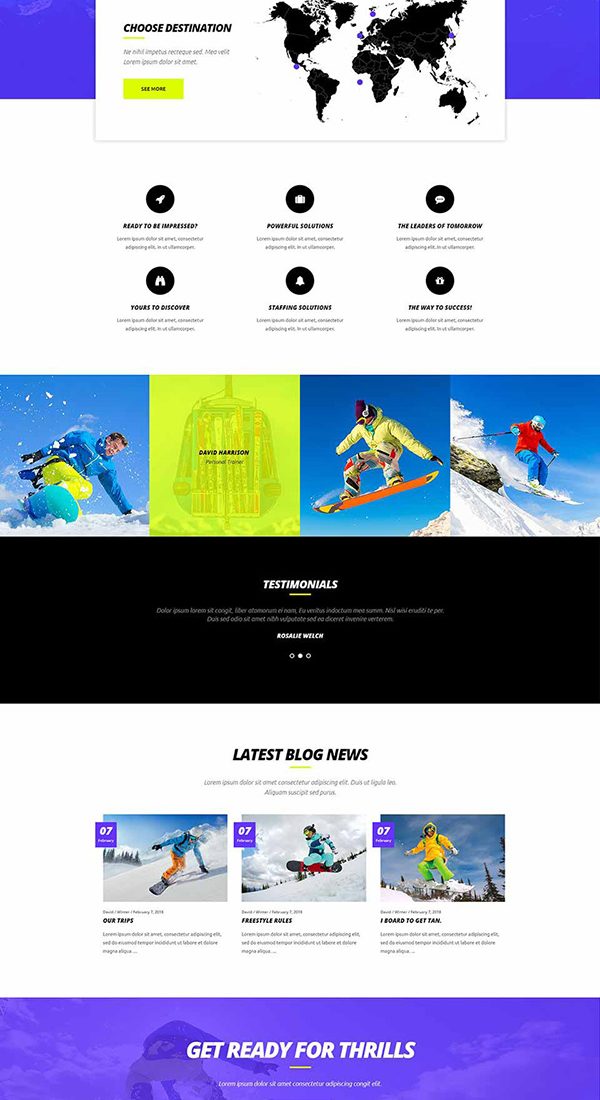 CHOOSE DESTINATION
Ne nihil impetus recteque sed. Mea velit
lorem ipsum dolor sit amet.
SEE MORE
READY TO BE IMPRESSED?
Lorem ipsum dolor sit amet, consectetur
adipiscing elit. In ut ullamcorper.
POWERFUL SOLUTIONS
Lorem ipsum dolor sit amet, consectetur
adipiscing elit. In ut ullamcorper.
THE LEADERS OF TOMORROW
Lorem ipsum dolor sit amet, consectetur
adipiscing elit. In ut ullamcorper.
YOURS TO DISCOVER
Lorem ipsum dolor sit amet, consectetur
adipiscing elit. In ut ullamcorper.
STAFFING SOLUTIONS
Lorem ipsum dolor sit amet, consectetur
adipiscing elit. In ut ullamcorper.
THE WAY TO SUCCESS!
Lorem ipsum dolor sit amet, consectetur
adipiscing elit. In ut ullamcorper.
DAVID HARRISON
Personal Trainer
TESTIMONIALS
Dolor ipsum lorem sit congit, liber atomorum ei nam, Eu veritus indoctum mea summ. Nisl wisi eruditi te per.
Duis sed odio sit amet nibh vulputate sed ea divem invenire verterem.
ROSALIE WELCH
LATEST BLOG NEWS
Lorem ipsum dolor sit amet consectetur adipiscing elit. Duis ut ligula leo.
Aliquam suscipit sed purus.
07
February
David / Winter / February 7, 2018
OUR TRIPS
Lorem ipsum dolor sit amet, consectetur adipiscing elit,
sed do eiusmod tempor incididunt ut labore et dolore
magna aliqua. ...
07
February
David / Winter / February 7, 2018
FREESTYLE RULES
Lorem ipsum dolor sit amet, consectetur adipiscing elit,
sed do eiusmod tempor incididunt ut labore et dolore
magna aliqua. ...
07
February
David / Winter / February 7, 2018
I BOARD TO GET TAN.
Lorem ipsum dolor sit amet, consectetur adipiscing elit,
sed do eiusmod tempor incididunt ut labore et dolore
magna aliqua. ...
GET READY FOR THRILLS
Lorem ipsum dolor sit amet consectetur adipiscing congit elit.